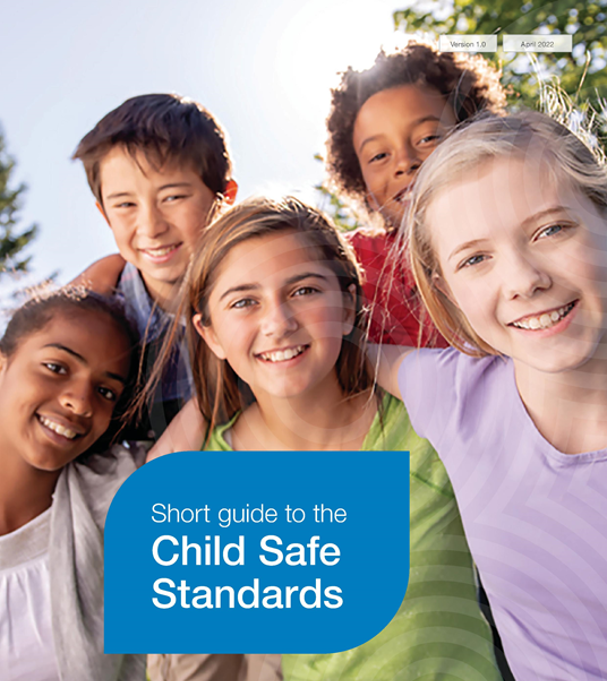 Version 1.0 April 2022
Short guide to the
Child Safe
Standards